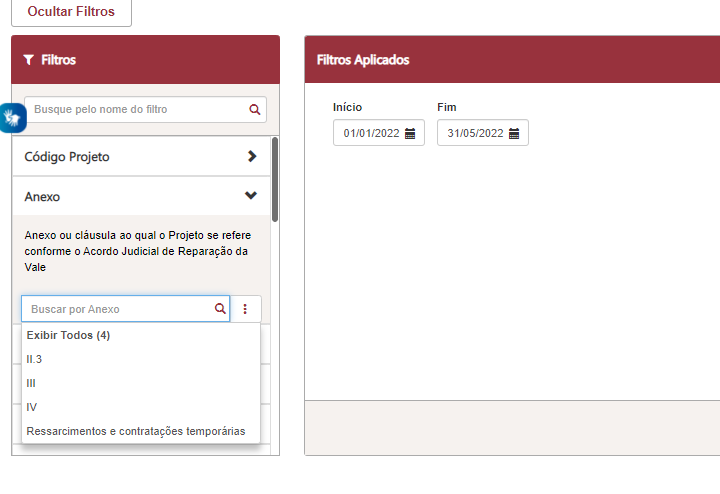 Ocultar Filtros
Filtros
Busque pelo nome do filtro
Código Projeto
Anexo
Anexo ou cláusula ao qual o Projeto se refere
conforme o Acordo Judicial de Reparação da
Vale
Buscar por Anexo
Exibir Todos (4)
II.3
III
IV
Ressarcimentos e contratações temporárias
Filtros Aplicados
Início Fim
01/01/2022 31/05/2022